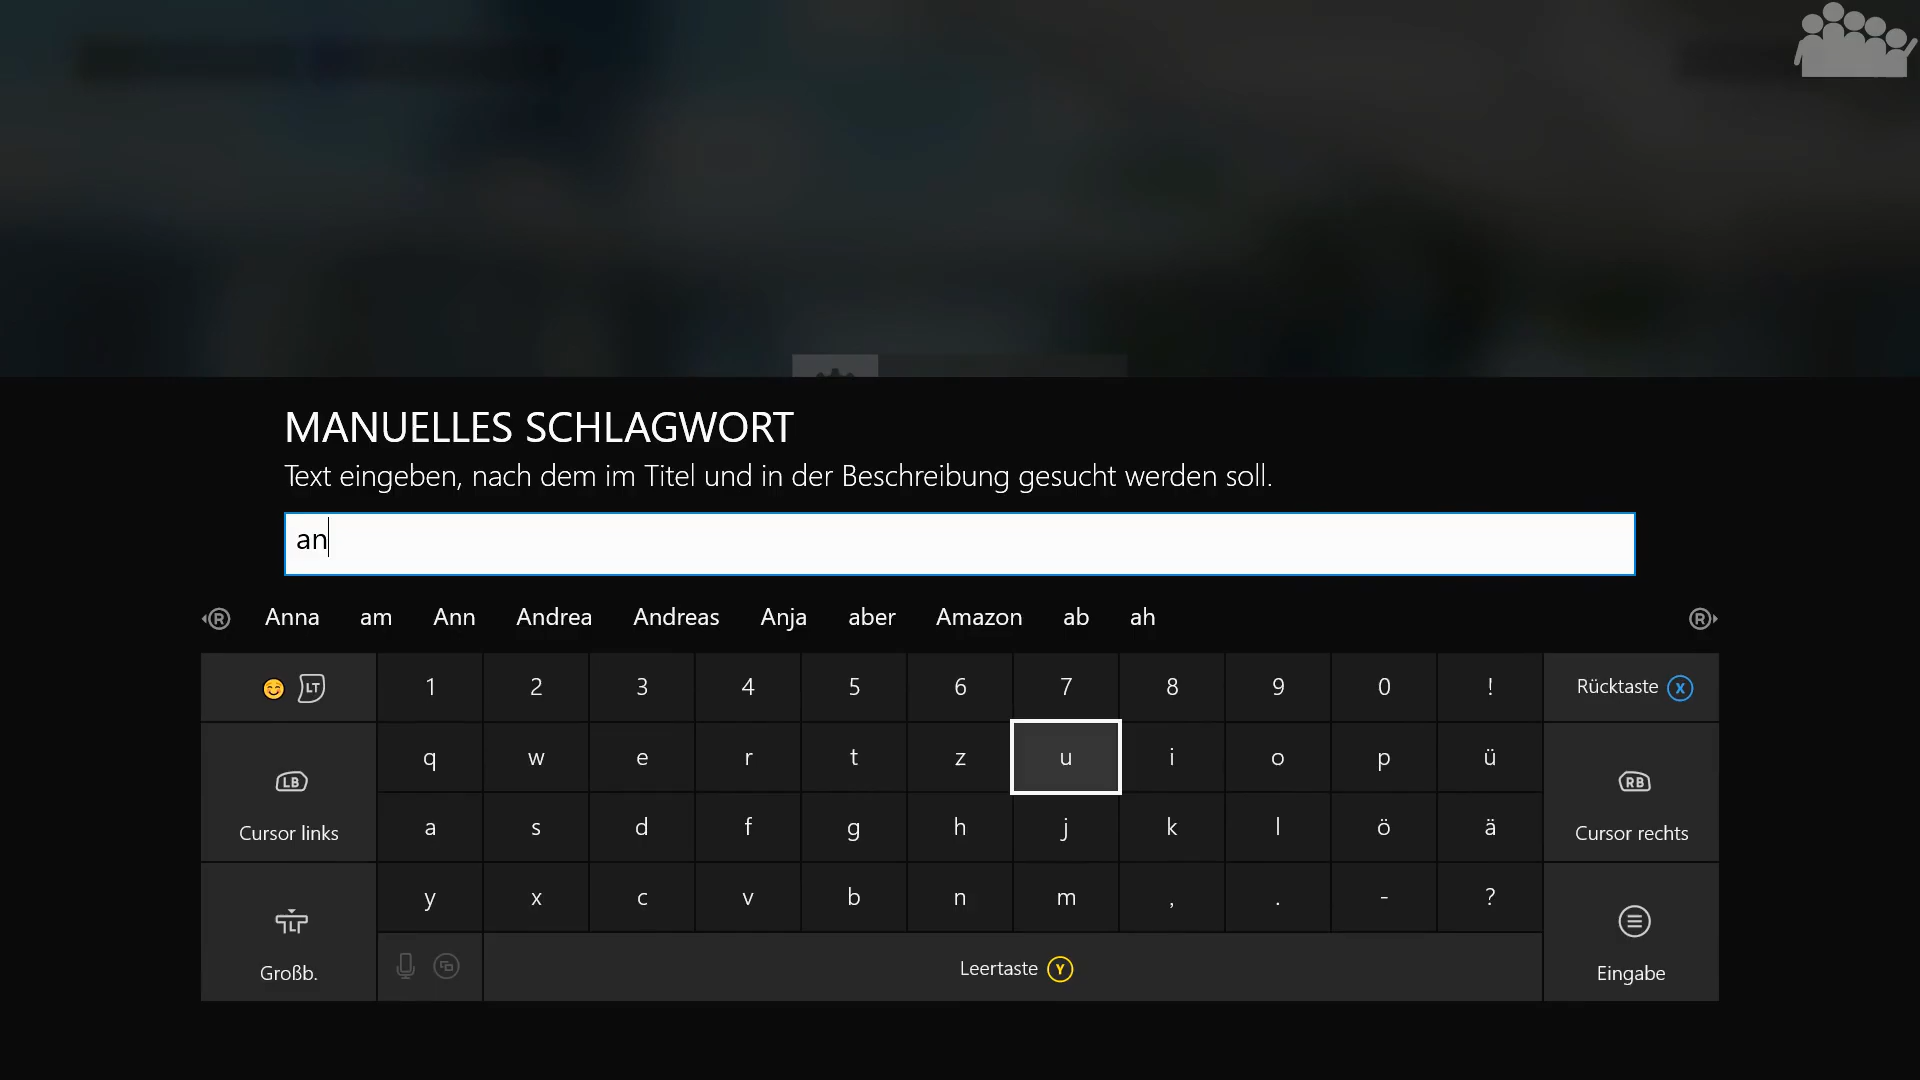 MANUELLES SCHLAGWORT
Text eingeben, nach dem im Titel und in der Beschreibung gesucht werden soll.
an
R Anna am Ann Andrea Andreas Anja aber Amazon ab ah R
LT 1 2 3 4 5 6 7 8 9 0 ! Rücktaste X
q w e r t z u i o p ü
LB RB
Cursor links a s d f g h j k l ö ä Cursor rechts
y x c v b n m , . - ?
LT
Großb. Leertaste Y Eingabe